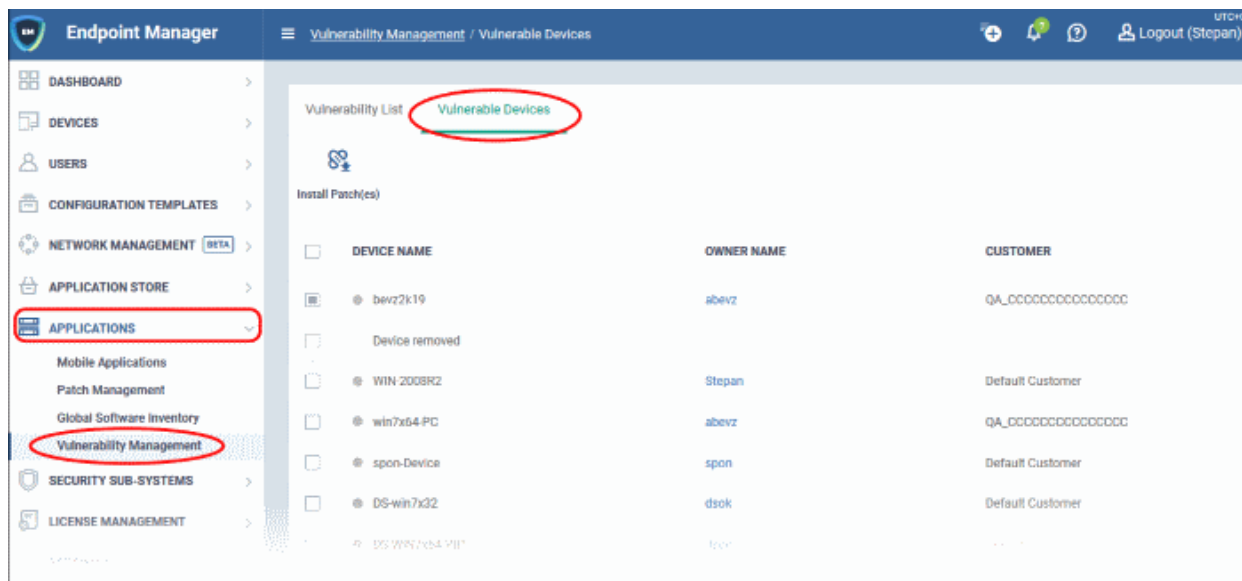 UTC+
EM Endpoint Manager
Vulnerability Management / Vulnerable Devices
Logout (Stepan)
DASHBOARD
DEVICES
USERS
CONFIGURATION TEMPLATES
NETWORK MANAGEMENT BETA
APPLICATION STORE
APPLICATIONS
Mobile Applications
Patch Management
Global Software Inventory
Vulnerability Management
SECURITY SUB-SYSTEMS
LICENSE MANAGEMENT
Vulnerability List Vulnerable Devices
Install Patch(es)
DEVICE NAME OWNER NAME CUSTOMER
bevz2k19 abevz QA_CCCCCCCCCCCCCCC
Device removed
WIN-2008R2 Stepan Default Customer
win7x64-PC abevz QA_CCCCCCCCCCCCCCC
spon-Device spon Default Customer
DS-win7x32 dsok Default Customer